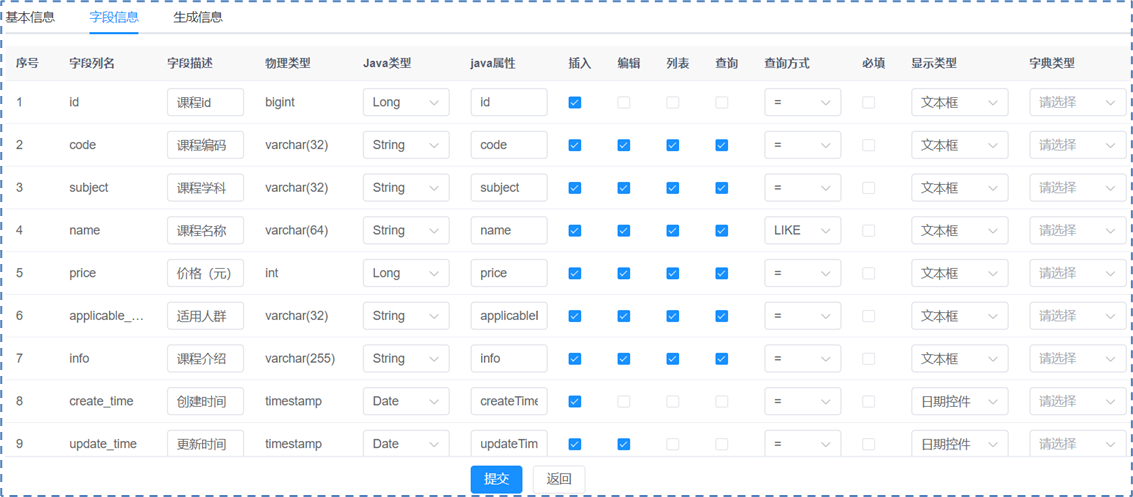 基本信息 字段信息 生成信息
序号 字段列名 字段描述 物理类型 Java类型 java属性 插入 编辑 列表 查询 查询方式 必填 显示类型 字典类型
1 id 课程id bigint Long id = 文本框 请选择
2 code 课程编码 varchar(32) String code = 文本框 请选择
3 subject 课程学科 varchar(32) String subject = 文本框 请选择
4 name 课程名称 varchar(64) String name LIKE 文本框 请选择
5 price 价格（元） int Long price = 文本框 请选择
6 applicable_... 适用人群 varchar(32) String applicable = 文本框 请选择
7 info 课程介绍 varchar(255) String info = 文本框 请选择
8 create_time 创建时间 timestamp Date createTime = 日期控件 请选择
9 update_time 更新时间 timestamp Date updateTim = 日期控件 请选择
提交 返回